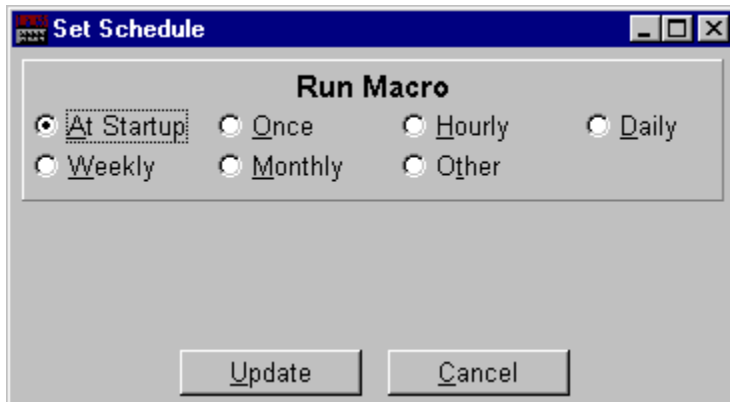 Set Schedule
Run Macro
At Startup Once Hourly Daily
Weekly Monthly Other
Update Cancel